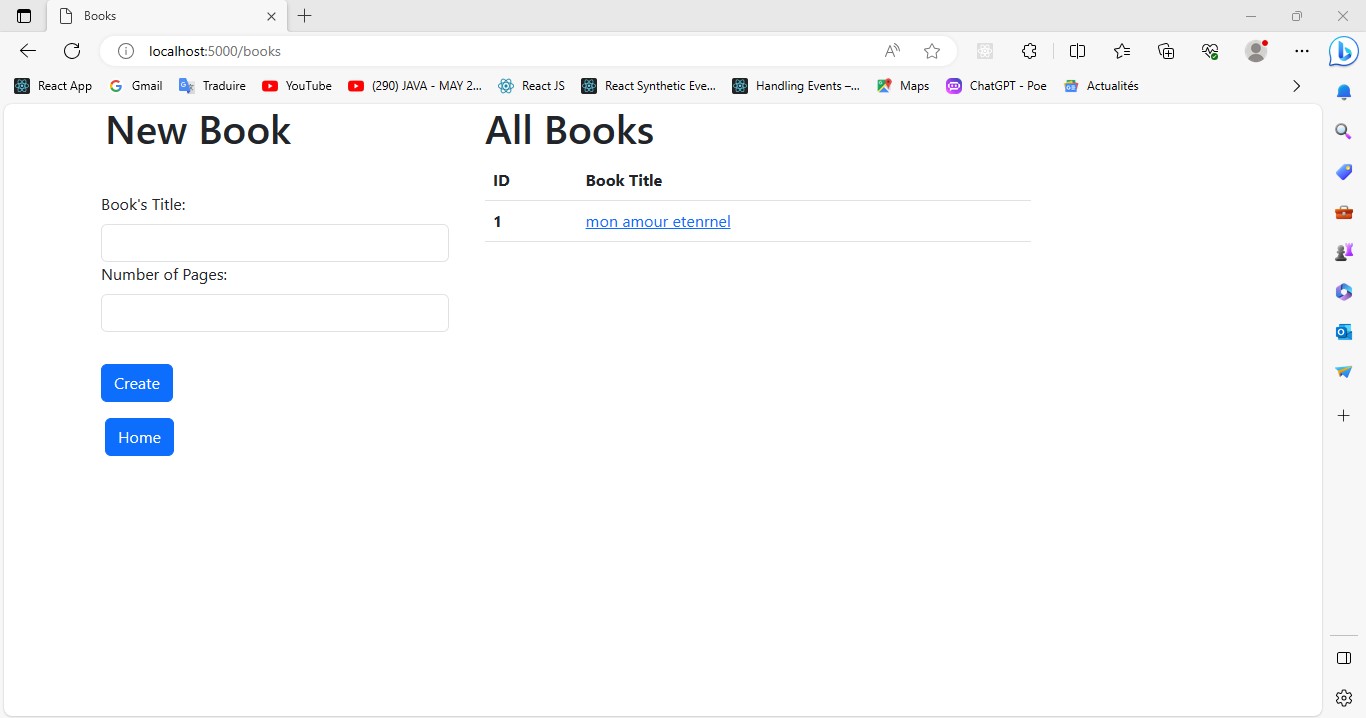 Books
localhost:5000/books
React App Gmail Traduire YouTube (290) JAVA - MAY 2... React JS React Synthetic Eve... Handling Events –... Maps ChatGPT - Poe Actualités
New Book
All Books
ID Book Title
Book's Title:
1 mon amour etenrnel
Number of Pages:
Create
Home